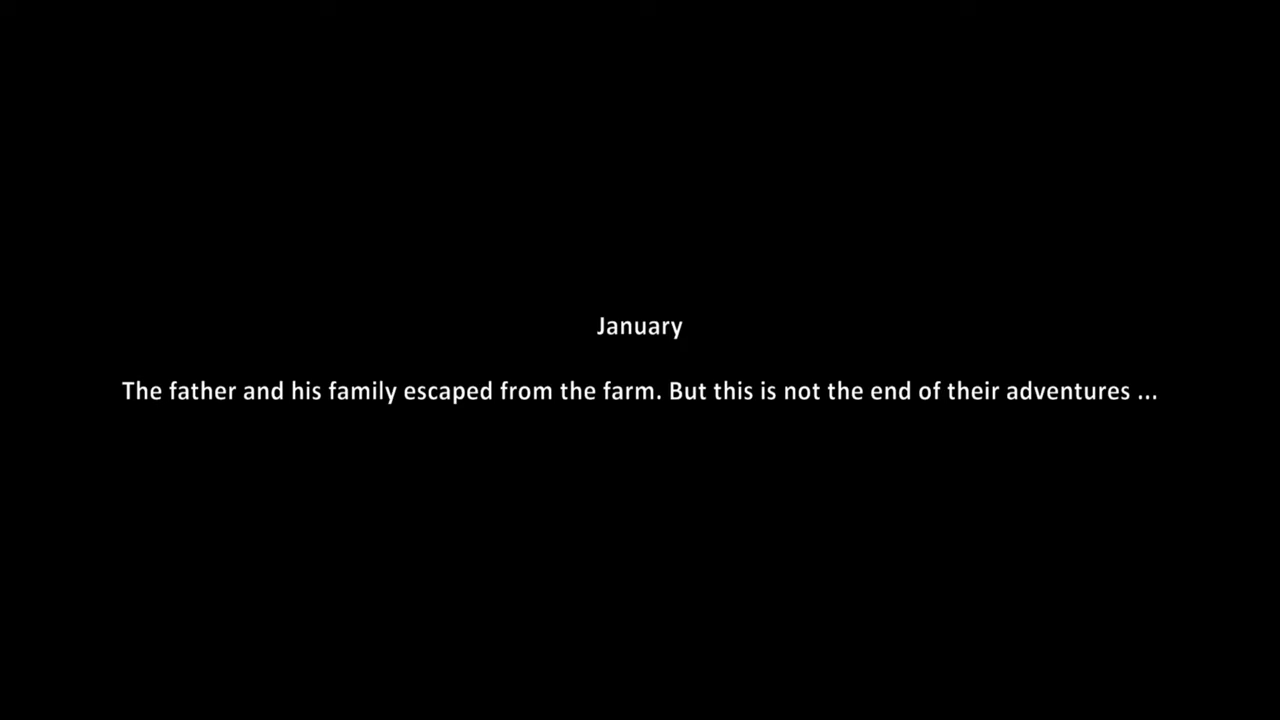 January
The father and his family escaped from the farm. But this is not the end of their adventures ...